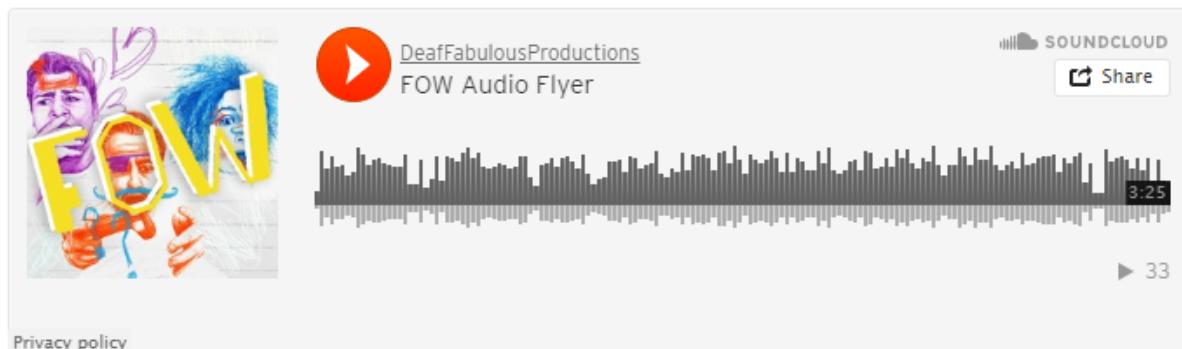 FOW
DeafFabulousProductions
FOW Audio Flyer
SOUNDCLOUD
Share
3:25
33
Privacy policy